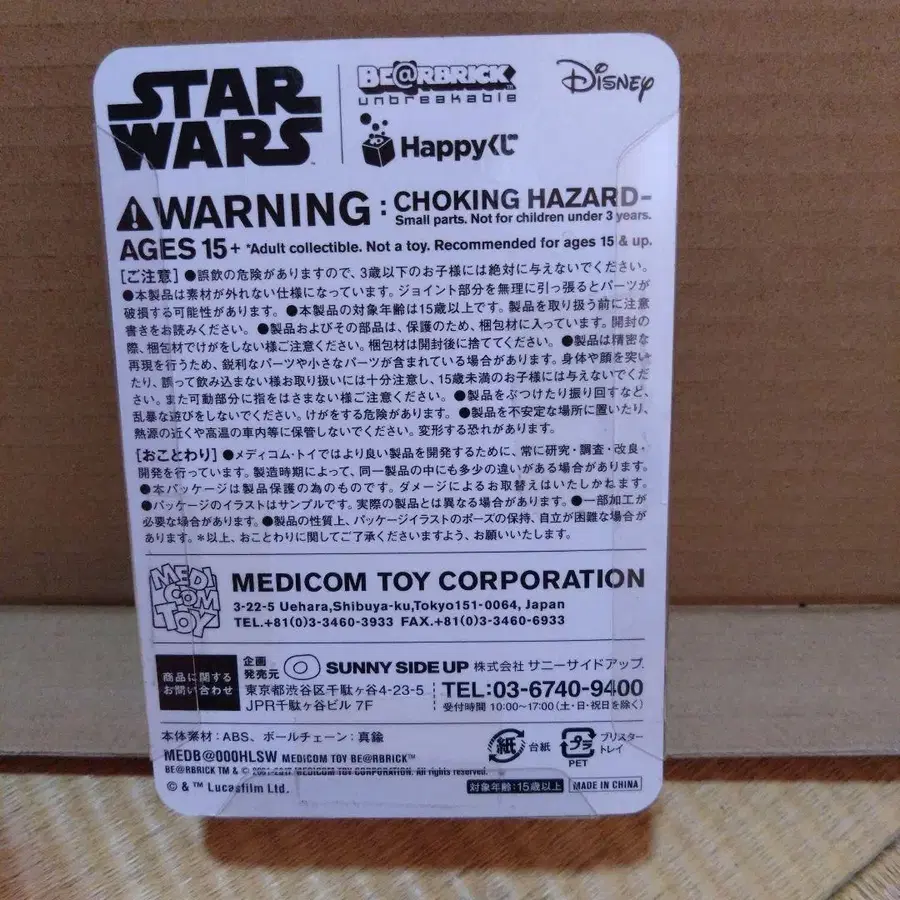 STAR WARS
BE@RBRICK
unbreakable
Disney
Happyくじ
WARNING : CHOKING HAZARD-
Small parts. Not for children under 3 years.
AGES 15+ *Adult collectible. Not a toy. Recommended for ages 15 & up.
[ご注意] ●誤飲の危険がありますので、3歳以下のお子様には絶対に与えないでください。
●本製品は素材が外れない仕様になっています。ジョイント部分を無理に引っ張るとパーツが
破損する可能性があります。●本製品の対象年齢は15歳以上です。製品を取り扱う前に注意
書きをお読みください。●製品およびその部品は、保護のため、梱包材に入っています。開封の
際、梱包材でけがをしない様ご注意ください。梱包材は開封後に捨ててください。●製品は精密な
再現を行うため、鋭利なパーツや小さなパーツが含まれている場合があります。身体や顔を突い
たり、誤って飲み込まない様お取り扱いには十分注意し、15歳未満のお子様には与えないでくだ
さい。また可動部分に指をはさまない様ご注意ください。●製品をぶつけたり振り回すなど、
乱暴な遊びをしないでください。けがをする危険があります。●製品を不安定な場所に置いたり、
熱源の近くや高温の車内等に保管しないでください。変形する恐れがあります。
[おことわり] ●メディコム・トイではより良い製品を開発するために、常に研究・調査・改良・
開発を行っています。製造時期によって、同一製品の中にも多少の違いがある場合があります。
●本パッケージは製品保護の為のものです。ダメージによるお取替えはいたしかねます。
●パッケージのイラストはサンプルです。実際の製品とは異なる場合があります。●一部加工が
必要な場合があります。●製品の性質上、パッケージイラストのポーズの保持、自立が困難な場合が
あります。＊以上、おことわりに関してご了承くださいますよう、お願いいたします。
MEDI COM TOY
MEDICOM TOY CORPORATION
3-22-5 Uehara,Shibuya-ku,Tokyo151-0064, Japan
TEL.+81(0)3-3460-3933 FAX.+81(0)3-3460-6933
商品に関する
お問い合わせ
企画
発売元
SUNNY SIDE UP 株式会社 サニーサイドアップ.
東京都渋谷区千駄ヶ谷4-23-5
JPR千駄ヶ谷ビル 7F
TEL:03-6740-9400
受付時間 10:00~17:00(土・日・祝日を除く)
本体素材：ABS、ボールチェーン：真鍮
MEDB@000HLSW MEDICOM TOY BE@RBRICK™
BE@RBRICK TM & © 2001-2017 MEDICOM TOY CORPORATION. All rights reserved.
© & ™ Lucasfilm Ltd.
紙 台紙
プラ
PET
ブリスター
トレイ
対象年齢:15歳以上
MADE IN CHINA